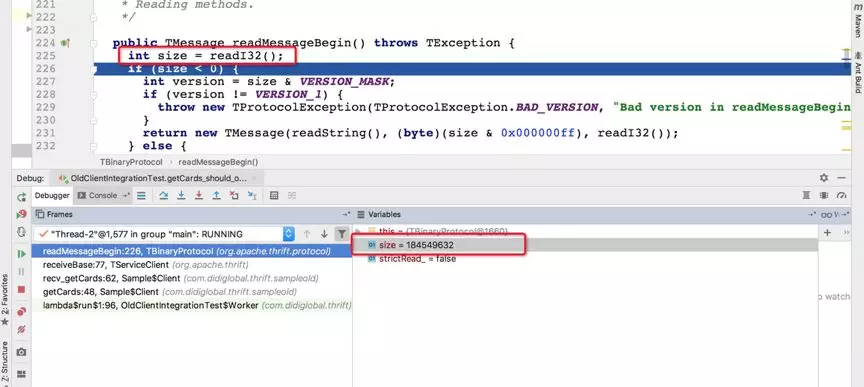 221
* Reading methods.
222
*/
223
224 public TMessage readMessageBegin() throws TException {
225 int size = readI32();
226 if (size < 0) {
227 int version = size & VERSION_MASK;
228 if (version != VERSION_1) {
229 throw new TProtocolException(TProtocolException.BAD_VERSION, "Bad version in readMessageBegin
230 }
231 return new TMessage(readString(), (byte)(size & 0x000000ff), readI32());
232 } else {
TBinaryProtocol › readMessageBegin()
Maven
Ant Build
Debug: OldClientIntegrationTest.getCards_should_o... ×
Debugger Console
Frames
Variables
"Thread-2"@1,577 in group "main": RUNNING
readMessageBegin:226, TBinaryProtocol (org.apache.thrift.protocol)
receiveBase:77, TServiceClient (org.apache.thrift)
recv_getCards:62, Sample$Client (com.didiglobal.thrift.sampleold)
getCards:48, Sample$Client (com.didiglobal.thrift.sampleold)
lambda$run$1:96, OldClientIntegrationTest$Worker (com.didiglobal.thrift.
this = {TBinaryProtocol@1660}
size = 184549632
strictRead_ = false
2: Favorites
Z: Structure